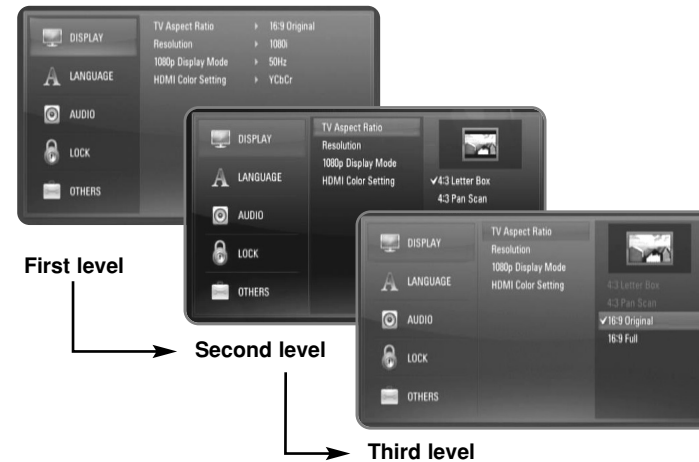 DISPLAY
LANGUAGE
AUDIO
LOCK
OTHERS
TV Aspect Ratio 16:9 Original
Resolution 1080i
1080p Display Mode 50Hz
HDMI Color Setting YCbCr
First level
DISPLAY
LANGUAGE
AUDIO
LOCK
OTHERS
TV Aspect Ratio
Resolution
1080p Display Mode
HDMI Color Setting
✔4:3 Letter Box
4:3 Pan Scan
Second level
DISPLAY
LANGUAGE
AUDIO
LOCK
OTHERS
TV Aspect Ratio
Resolution
1080p Display Mode
HDMI Color Setting
4:3 Letter Box
4:3 Pan Scan
✔16:9 Original
16:9 Full
Third level